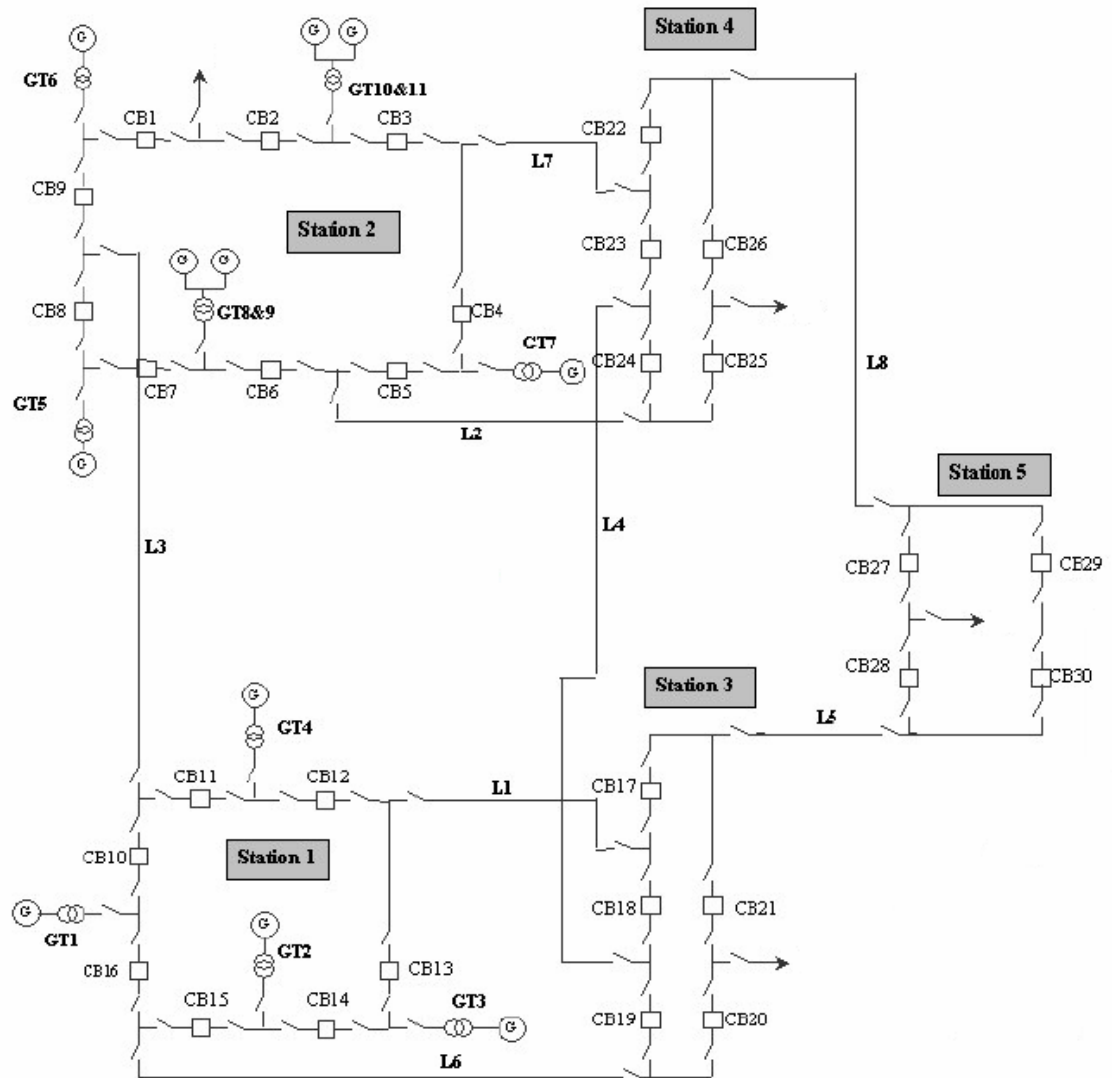 Station 4
G
G G
GT6
GT10&11
CB1
CB2
CB3
CB22
L7
CB9
Station 2
CB23
CB26
G G
CB8
GT8&9
CB4
GT7
G
CB24
CB25
L8
CB7
CB6
CB5
GT5
L2
G
Station 5
L3
L4
CB27
CB29
CB28
CB30
Station 3
G
GT4
L5
CB11
CB12
L1
CB17
CB10
Station 1
G
GT1
G
GT2
CB18
CB21
CB16
CB13
CB15
CB14
GT3
G
CB19
CB20
L6